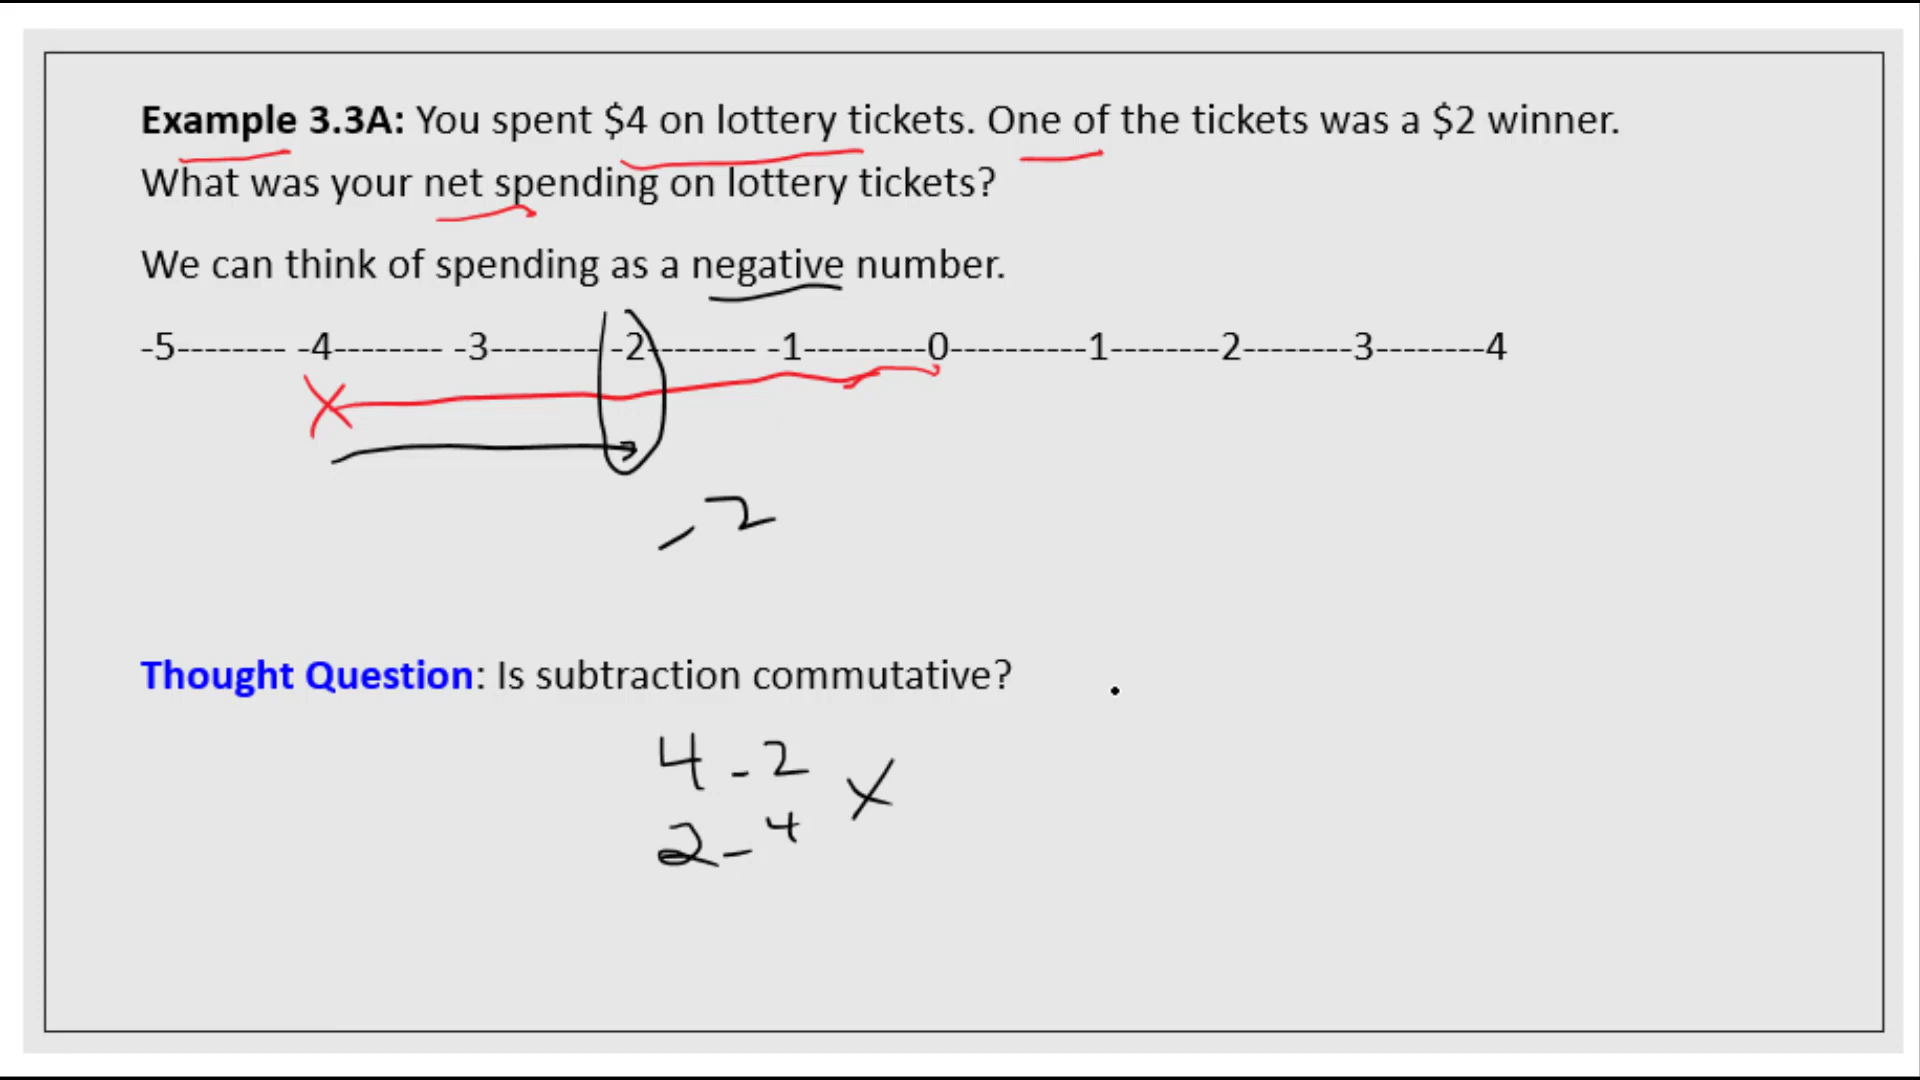 Example 3.3A: You spent $4 on lottery tickets. One of the tickets was a $2 winner.
What was your net spending on lottery tickets?
We can think of spending as a negative number.
-5-------- -4-------- -3-------- -2-------- -1---------0----------1--------2--------3--------4
-2
Thought Question: Is subtraction commutative?
4-2
X
2-4